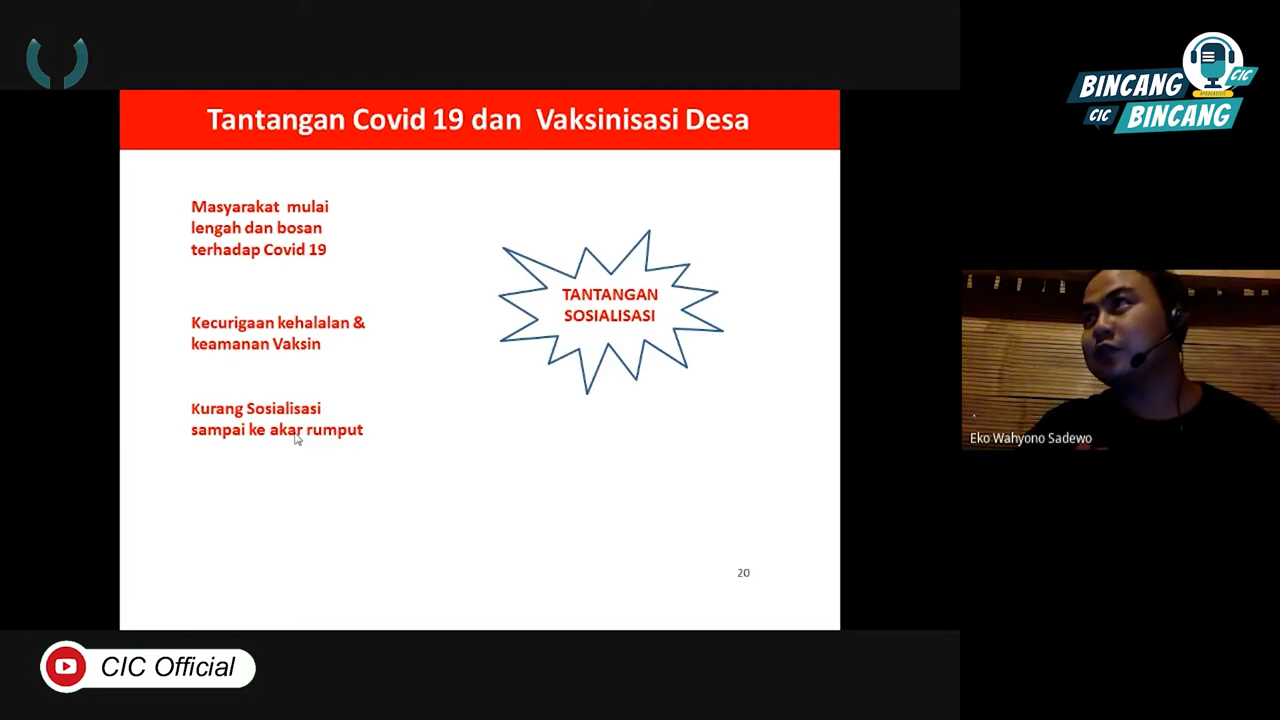 BINCANG
CIC
CIC BINCANG
Tantangan Covid 19 dan Vaksinisasi Desa
Masyarakat mulai
lengah dan bosan
terhadap Covid 19
Kecurigaan kehalalan &
keamanan Vaksin
Kurang Sosialisasi
sampai ke akar rumput
TANTANGAN
SOSIALISASI
20
Eko Wahyono Sadewo
CIC Official